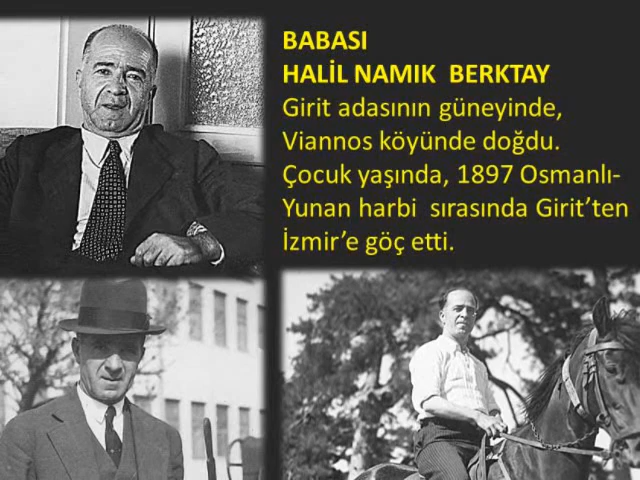 BABASI
HALİL NAMIK BERKTAY
Girit adasının güneyinde,
Viannos köyünde doğdu.
Çocuk yaşında, 1897 Osmanlı-
Yunan harbi sırasında Girit’ten
İzmir’e göç etti.